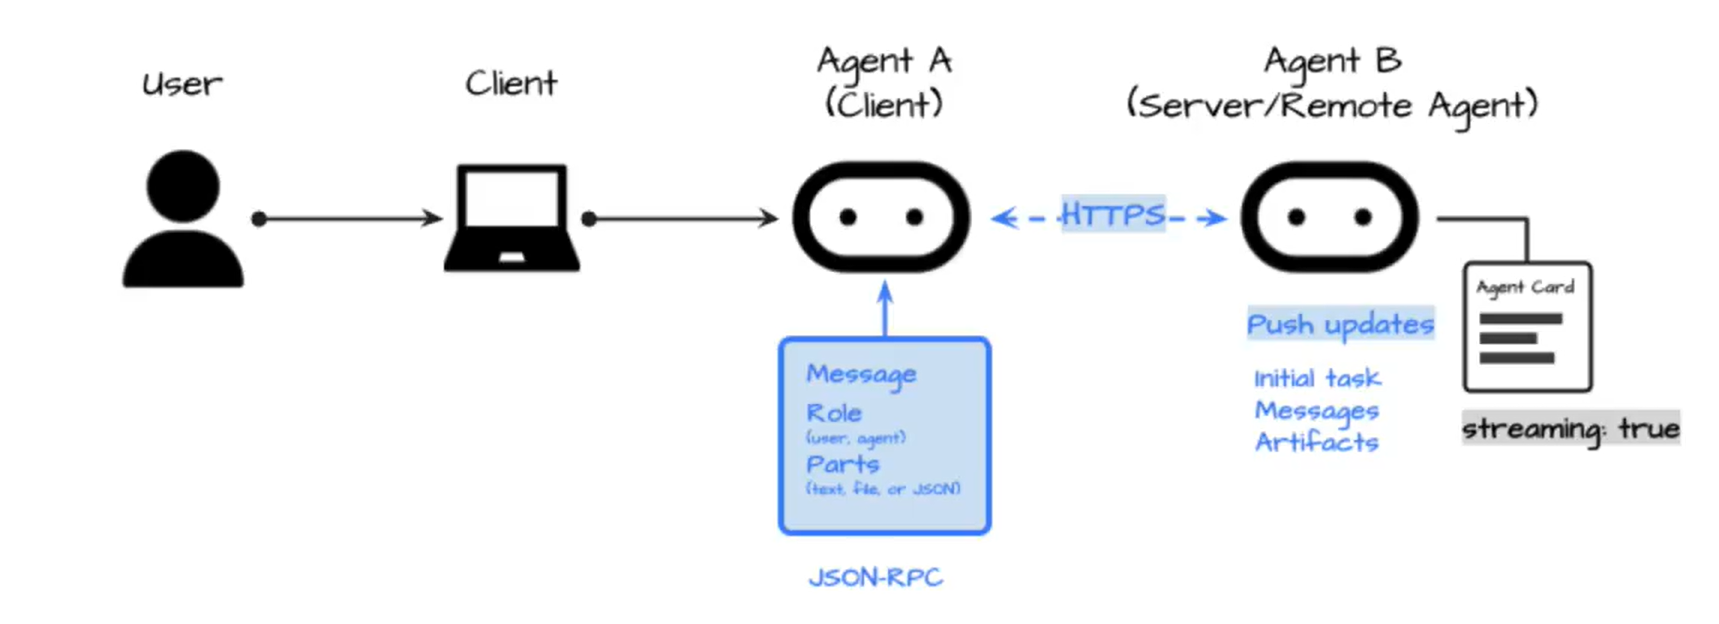 User
Client
Agent A
(Client)
Agent B
(Server/Remote Agent)
HTTPS
Agent Card
Push updates
Initial task
Messages
Artifacts
streaming: true
Message
Role
(user, agent)
Parts
(text, file, or JSON)
JSON-RPC